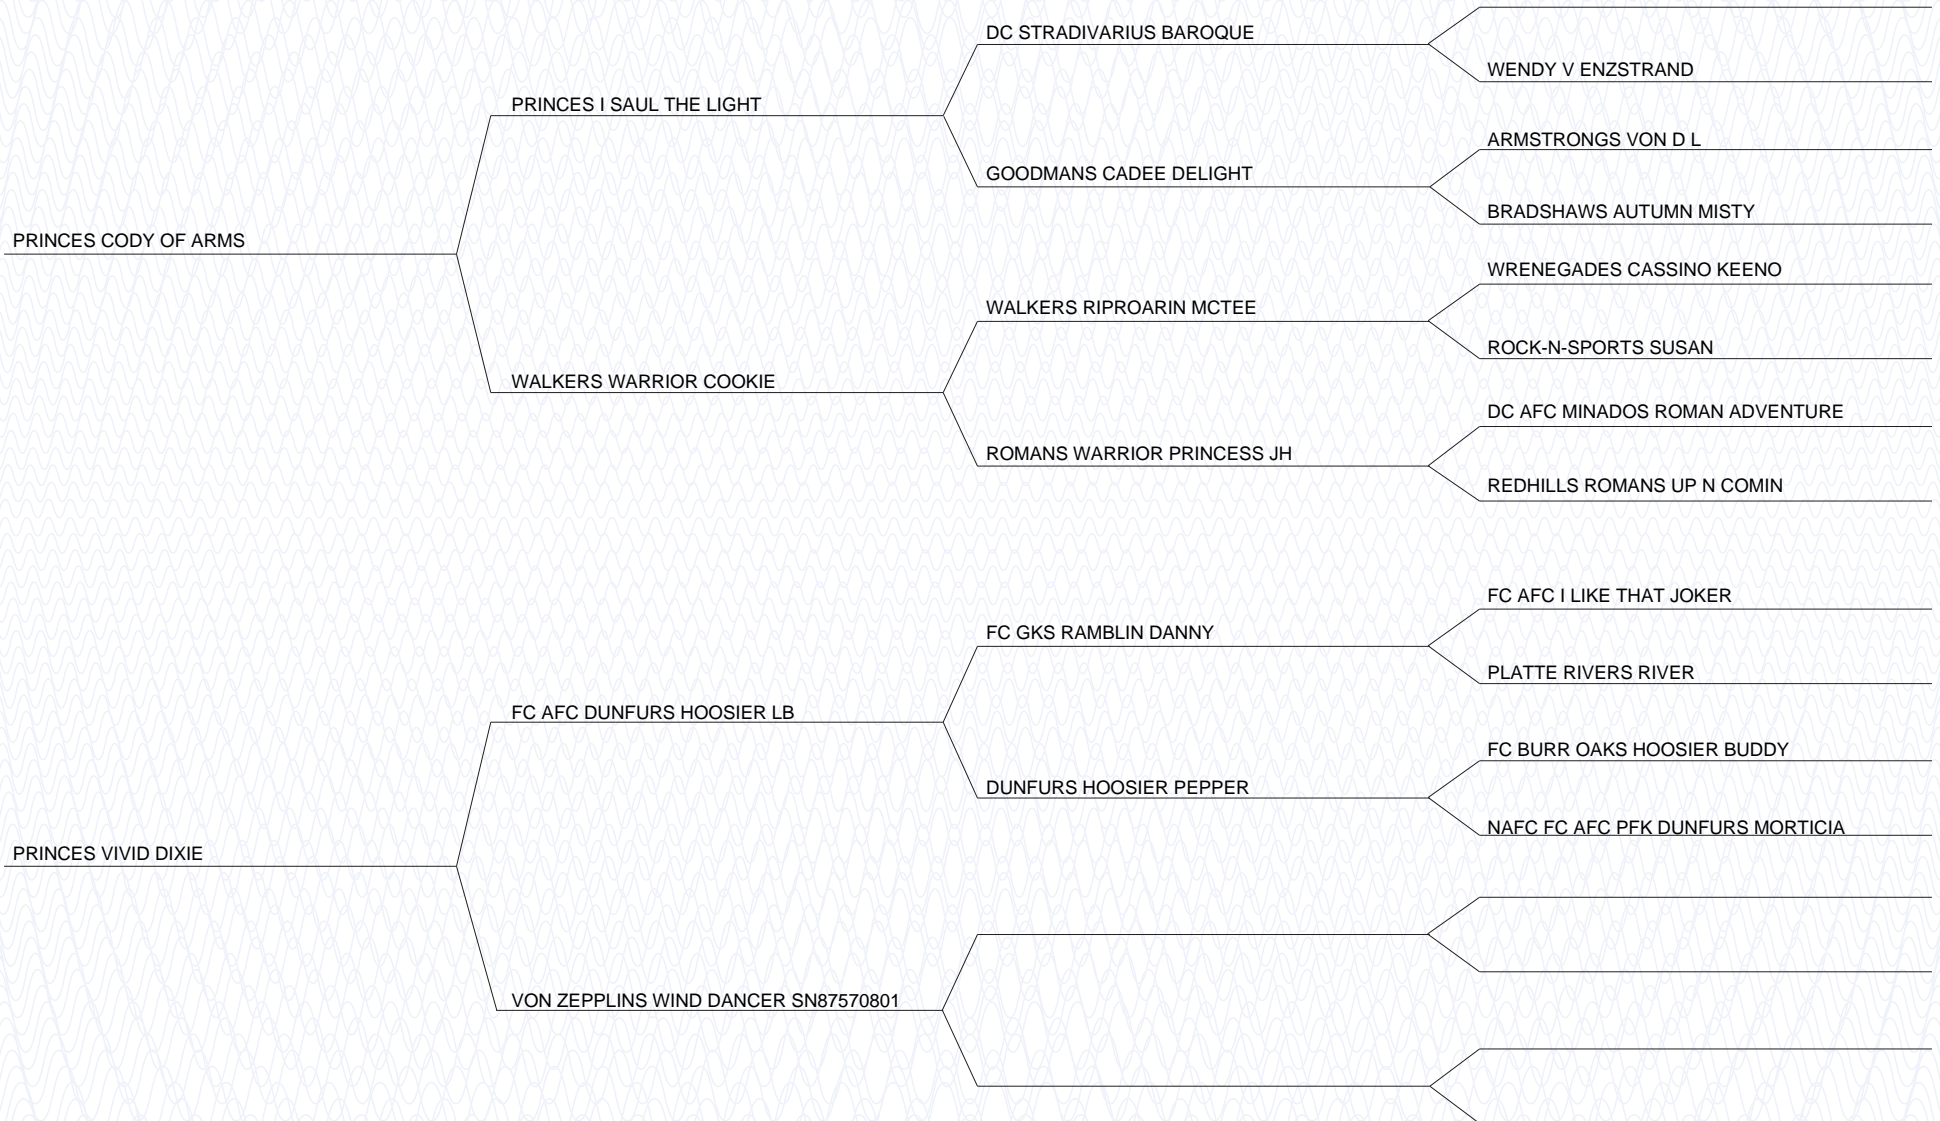 DC STRADIVARIUS BAROQUE
WENDY V ENZSTRAND
PRINCES I SAUL THE LIGHT
ARMSTRONGS VON D L
GOODMANS CADEE DELIGHT
BRADSHAWS AUTUMN MISTY
PRINCES CODY OF ARMS
WRENEGADES CASSINO KEENO
WALKERS RIPROARIN MCTEE
ROCK-N-SPORTS SUSAN
WALKERS WARRIOR COOKIE
DC AFC MINADOS ROMAN ADVENTURE
ROMANS WARRIOR PRINCESS JH
REDHILLS ROMANS UP N COMIN
FC AFC I LIKE THAT JOKER
FC GKS RAMBLIN DANNY
PLATTE RIVERS RIVER
FC AFC DUNFURS HOOSIER LB
FC BURR OAKS HOOSIER BUDDY
DUNFURS HOOSIER PEPPER
NAFC FC AFC PFK DUNFURS MORTICIA
PRINCES VIVID DIXIE
VON ZEPPLINS WIND DANCER SN87570801